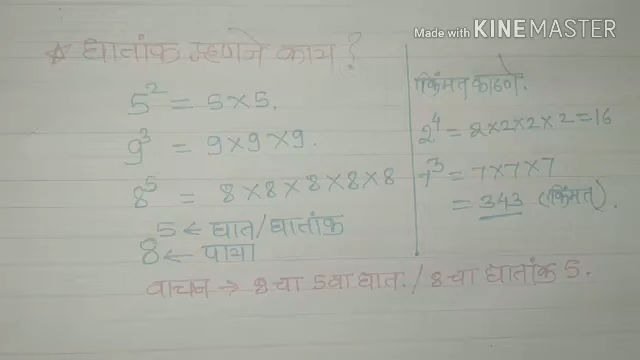 Made with KINEMASTER
☆ घातांक म्हणजे काय?
5² = 5×5.
9³ = 9×9×9.
8⁵ = 8×8×8×8×8
5 ← घात/घातांक
8 ← पाया
किंमत काढणे.
2⁴ = 2×2×2×2=16
7³ = 7×7×7
= 343 (किंमत).
वाचन → 8 चा 5वा घात. / 8 चा घातांक 5.